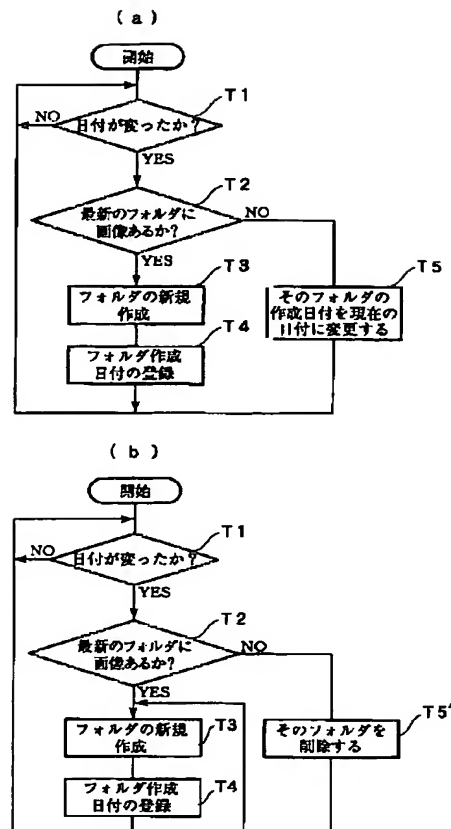 (a)
開始
T1
日付が変ったか?
NO
YES
T2
最新のフォルダに
画像あるか?
NO
YES
T3
フォルダの新規
作成
T4
フォルダ作成
日付の登録
T5
そのフォルダの
作成日付を現在の
日付に変更する
(b)
開始
T1
日付が変ったか?
NO
YES
T2
最新のフォルダに
画像あるか?
NO
YES
T3
フォルダの新規
作成
T4
フォルダ作成
日付の登録
T5'
そのフォルダを
削除する